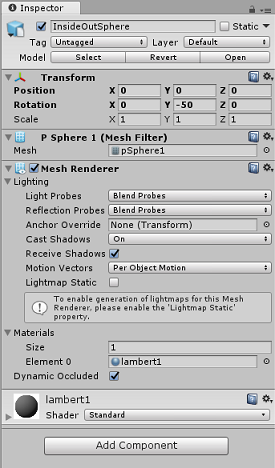 Inspector
InsideOutSphere Static
Tag Untagged Layer Default
Model Select Revert Open
Transform
Position X 0 Y 0 Z 0
Rotation X 0 Y -50 Z 0
Scale X 1 Y 1 Z 1
P Sphere 1 (Mesh Filter)
Mesh pSphere1
Mesh Renderer
Lighting
Light Probes Blend Probes
Reflection Probes Blend Probes
Anchor Override None (Transform)
Cast Shadows On
Receive Shadows
Motion Vectors Per Object Motion
Lightmap Static
To enable generation of lightmaps for this Mesh
Renderer, please enable the 'Lightmap Static'
property.
Materials
Size 1
Element 0 lambert1
Dynamic Occluded
lambert1
Shader Standard
Add Component